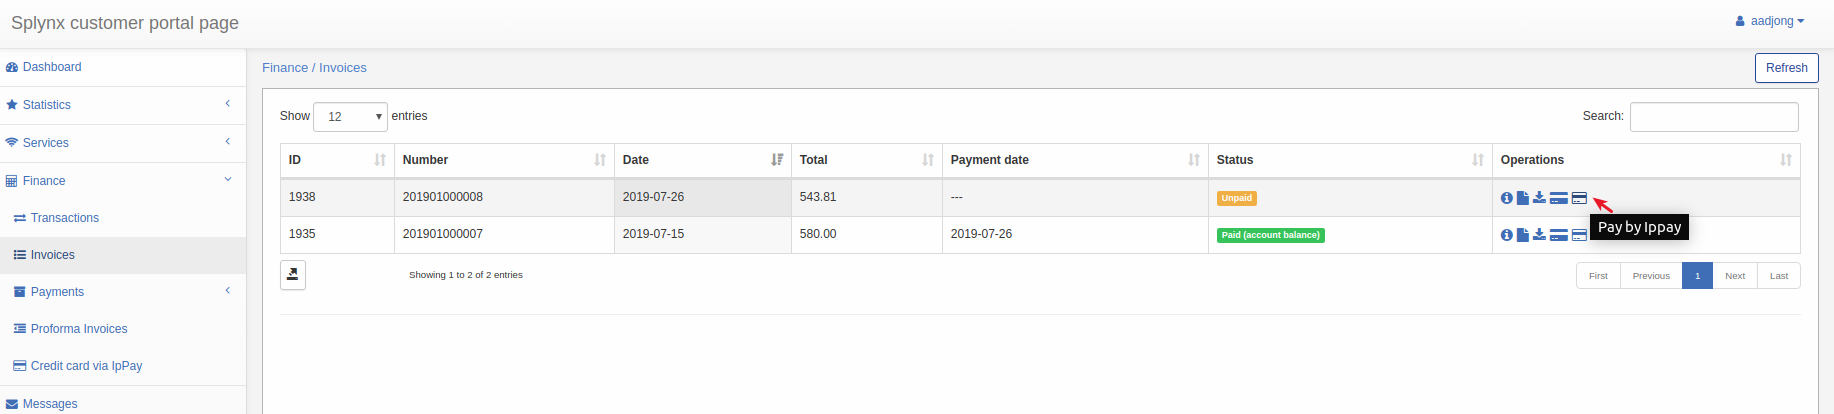 Splynx customer portal page
aadjong
Dashboard
Statistics
Services
Finance
Transactions
Invoices
Payments
Proforma Invoices
Credit card via IpPay
Messages
Finance / Invoices
Refresh
Show 12 entries
Search:
ID Number Date Total Payment date Status Operations
1938 201901000008 2019-07-26 543.81 --- Unpaid
Pay by Ippay
1935 201901000007 2019-07-15 580.00 2019-07-26 Paid (account balance)
Showing 1 to 2 of 2 entries
First Previous 1 Next Last